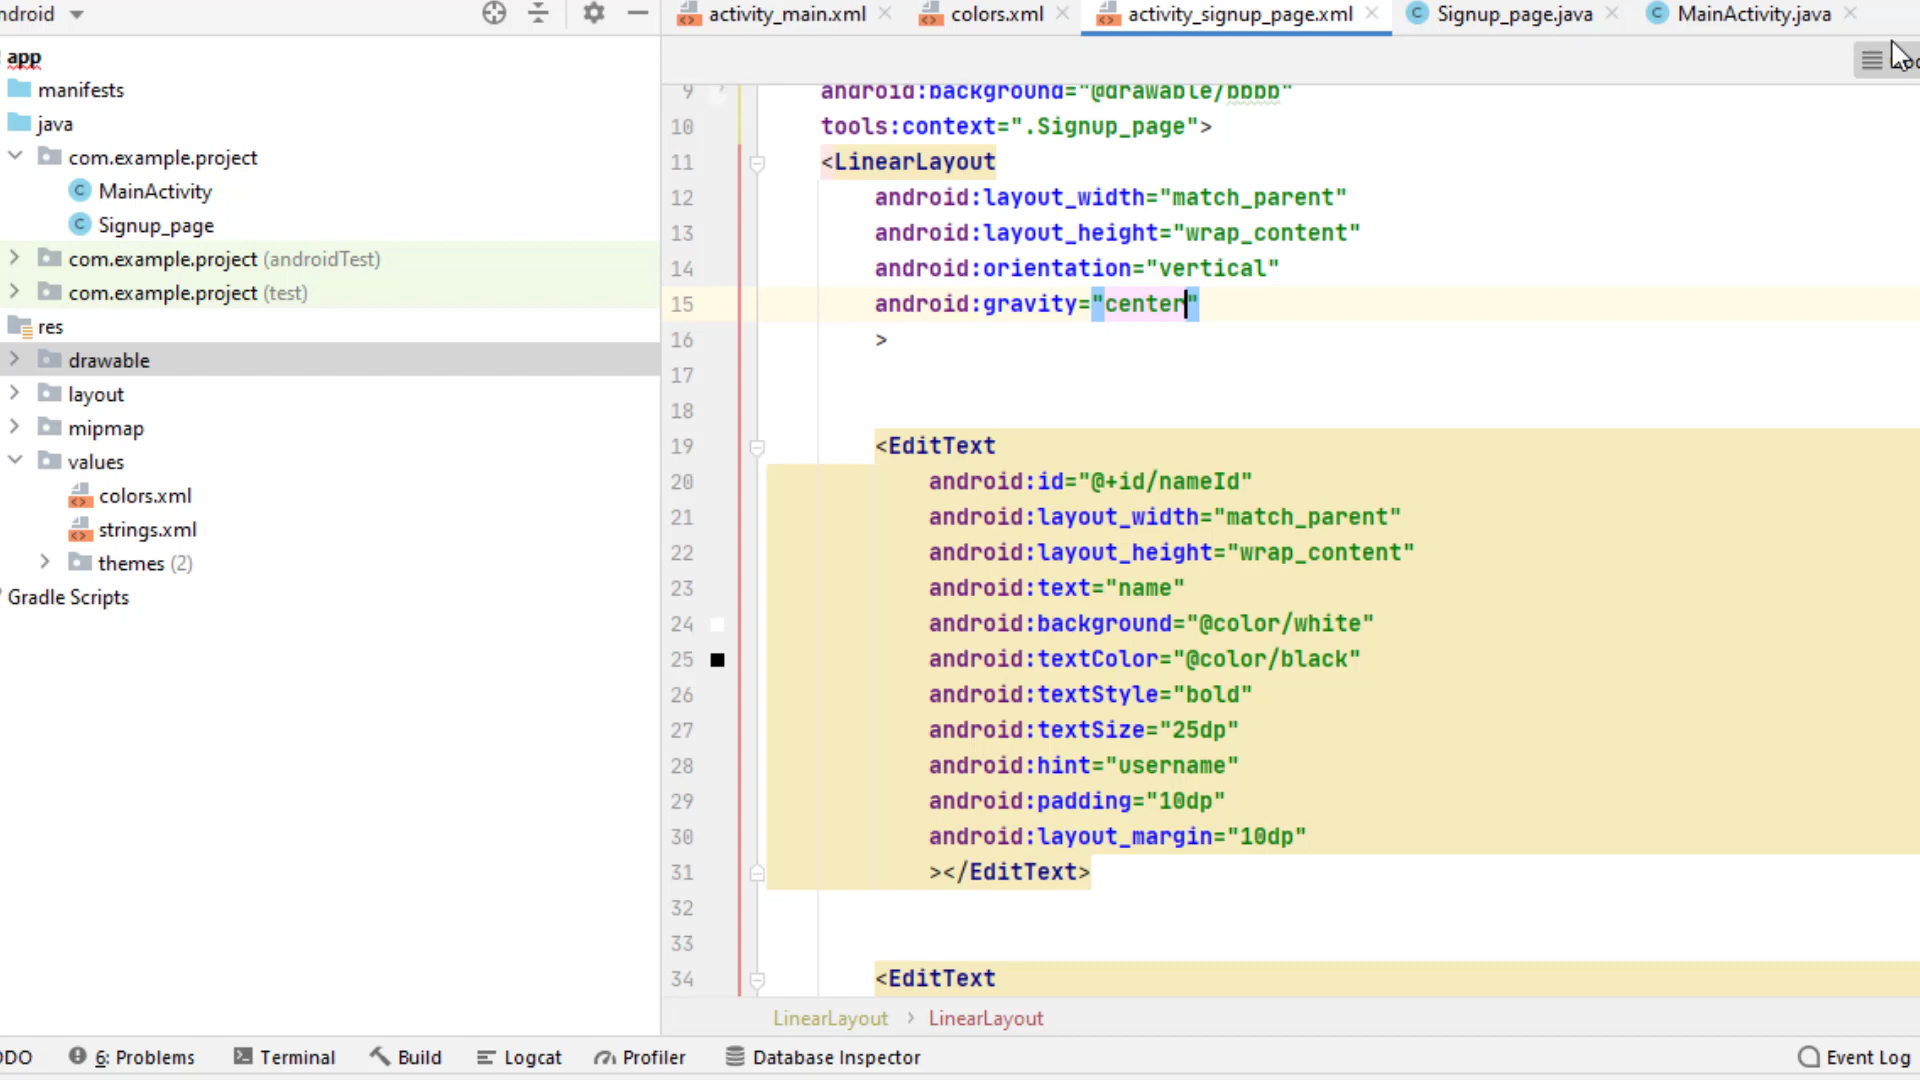 ndroid
activity_main.xml
colors.xml
activity_signup_page.xml
Signup_page.java
MainActivity.java
app
manifests
java
com.example.project
MainActivity
Signup_page
com.example.project (androidTest)
com.example.project (test)
res
drawable
layout
mipmap
values
colors.xml
strings.xml
themes (2)
Gradle Scripts
9 android:background="@drawable/bbbb"
10 tools:context=".Signup_page">
11 <LinearLayout
12 android:layout_width="match_parent"
13 android:layout_height="wrap_content"
14 android:orientation="vertical"
15 android:gravity="center"
16 >
17
18
19 <EditText
20 android:id="@+id/nameId"
21 android:layout_width="match_parent"
22 android:layout_height="wrap_content"
23 android:text="name"
24 android:background="@color/white"
25 android:textColor="@color/black"
26 android:textStyle="bold"
27 android:textSize="25dp"
28 android:hint="username"
29 android:padding="10dp"
30 android:layout_margin="10dp"
31 ></EditText>
32
33
34 <EditText
LinearLayout > LinearLayout
ODO
6: Problems
Terminal
Build
Logcat
Profiler
Database Inspector
Event Log